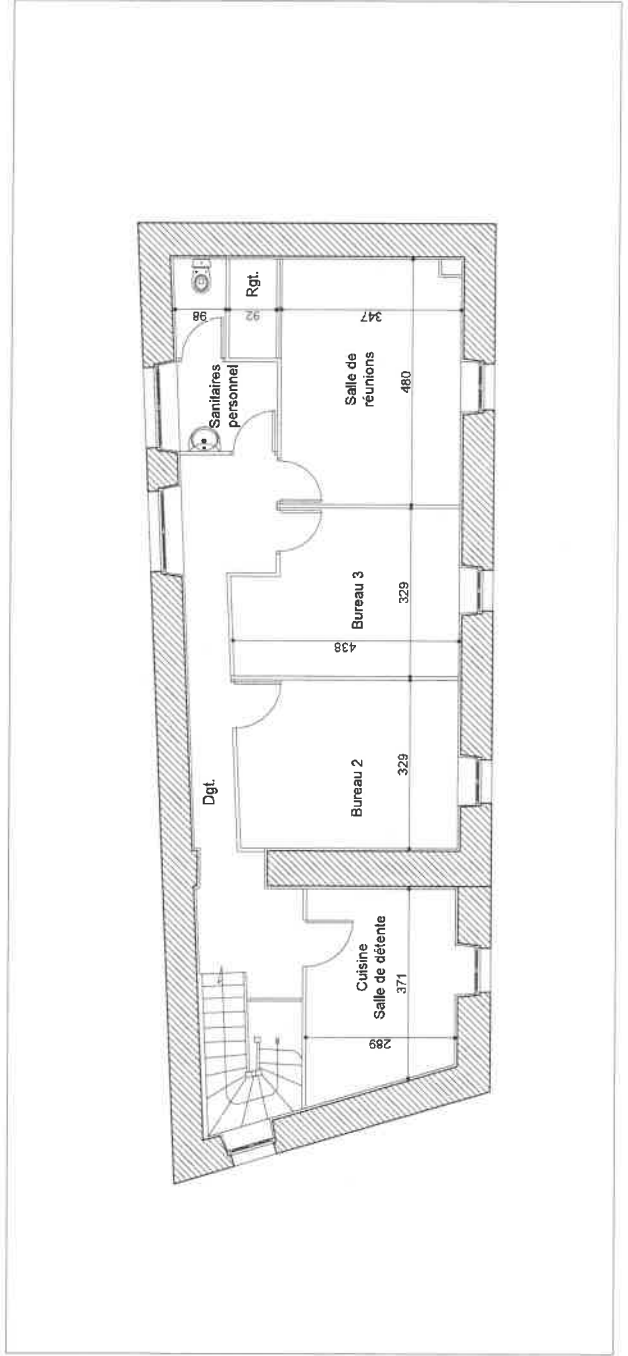 98
92
Rgt.
Sanitaires
personnel
347
Salle de
réunions
480
Bureau 3
438
329
Dgt.
Bureau 2
329
Cuisine
Salle de détente
371
289